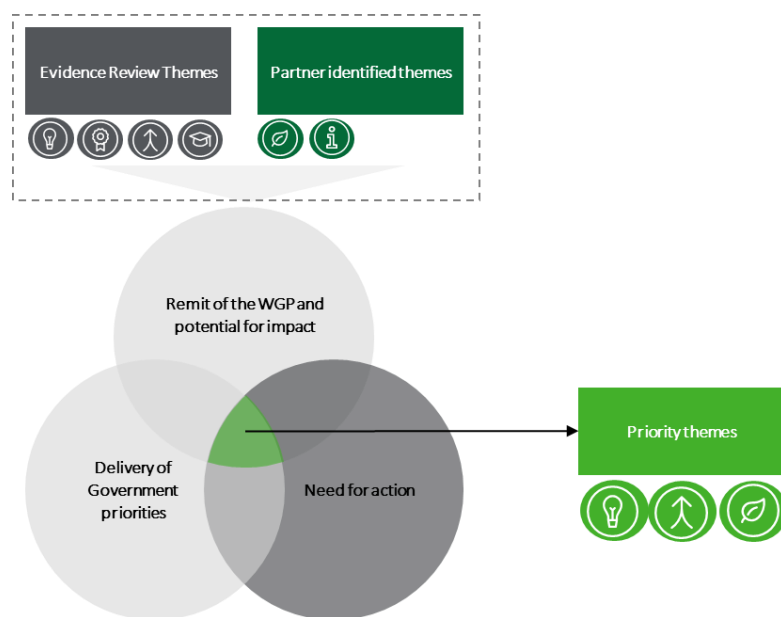 Evidence Review Themes
Partner identified themes
Remit of the WGP and
potential for impact
Delivery of
Government
priorities
Need for action
Priority themes